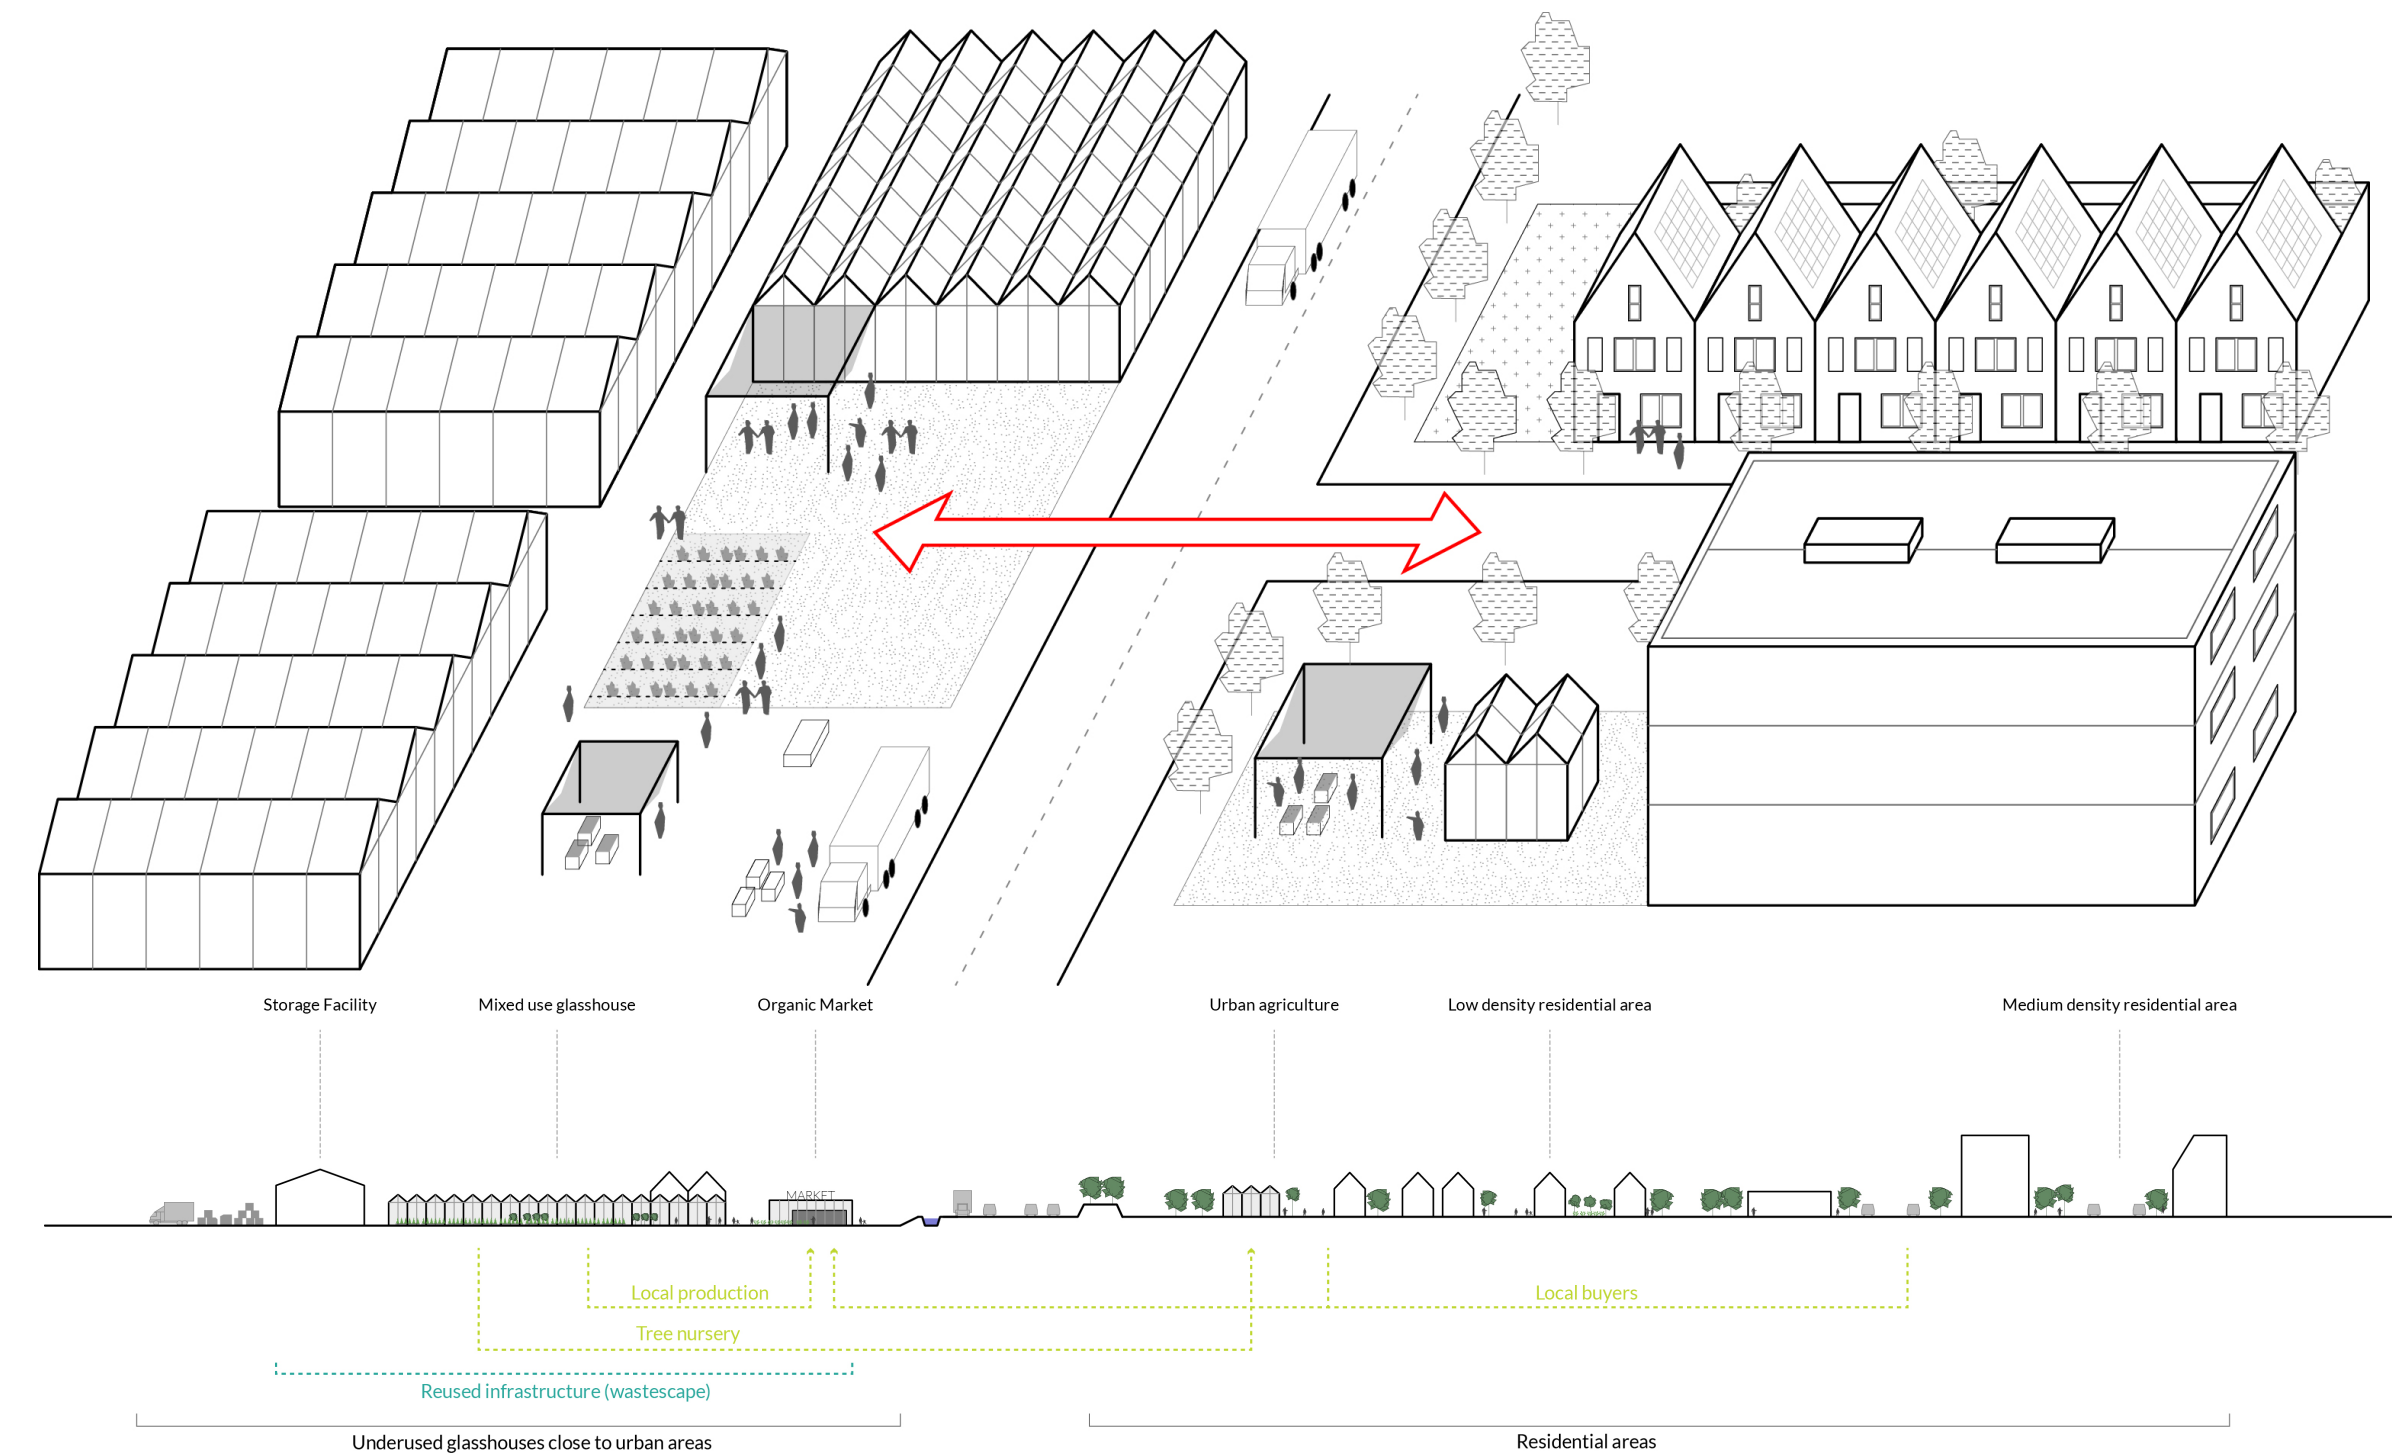 Storage Facility
Mixed use glasshouse
Organic Market
Urban agriculture
Low density residential area
Medium density residential area
MARKET
Local production
Local buyers
Tree nursery
Reused infrastructure (wastescape)
Underused glasshouses close to urban areas
Residential areas